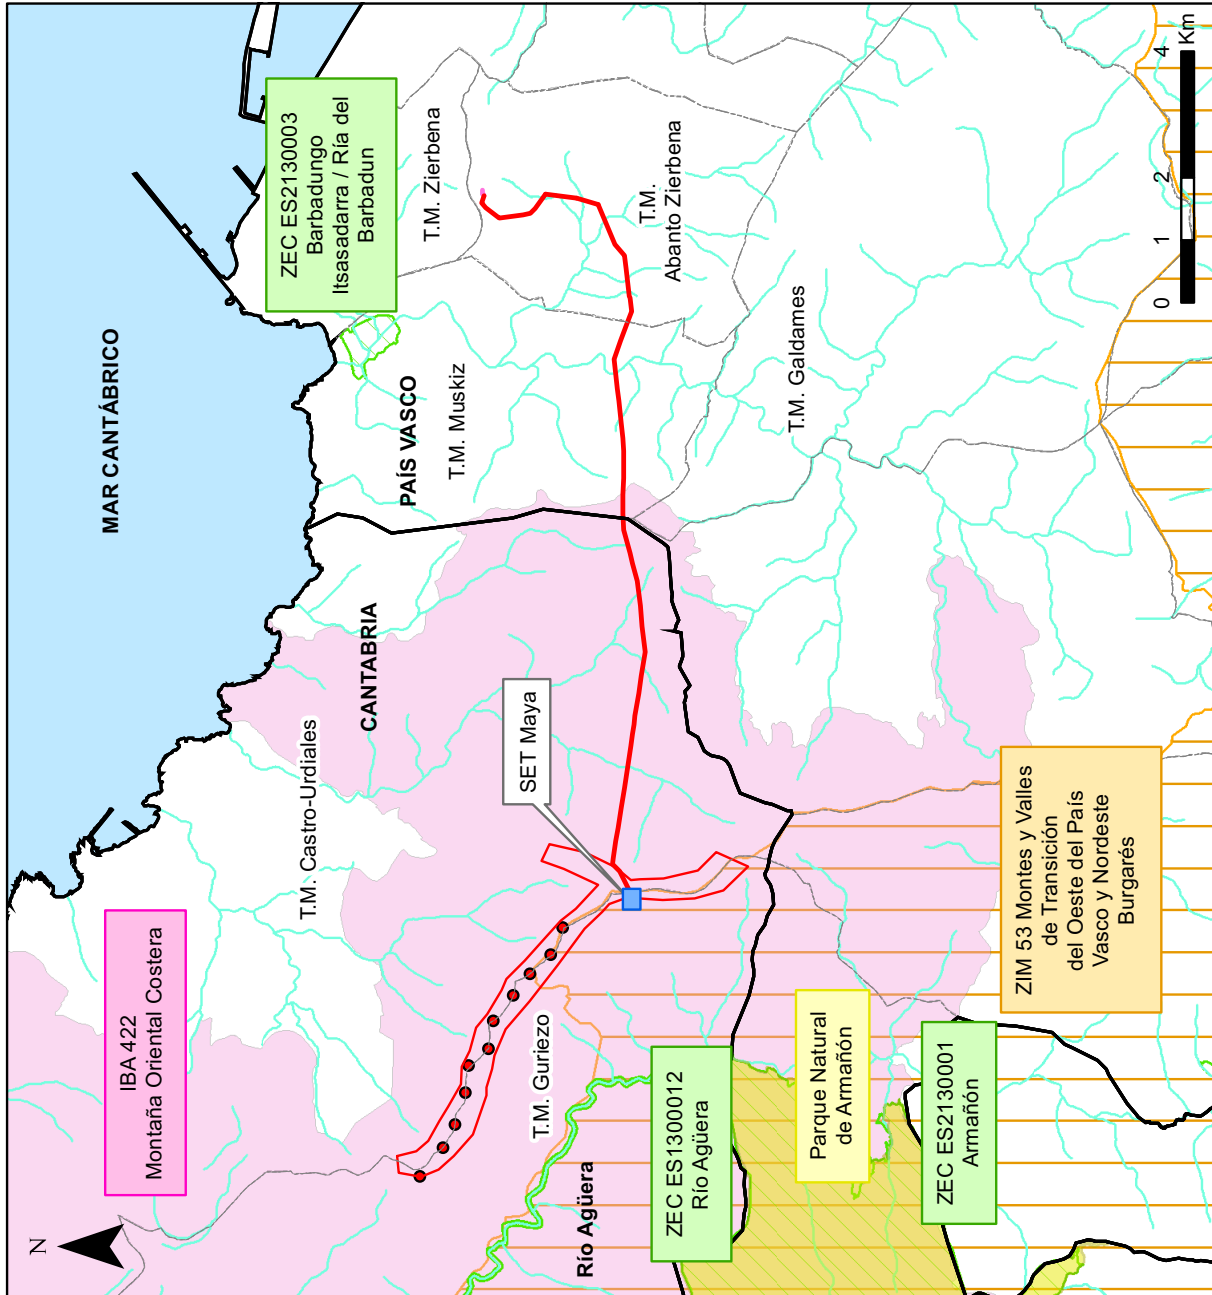 MAR CANTÁBRICO
ZEC ES2130003
Barbadungo
Itsasadarra / Ría del
Barbadun
T.M. Zierbena
PAÍS VASCO
T.M. Muskiz
T.M.
Abanto Zierbena
T.M. Galdames
CANTABRIA
T.M. Castro-Urdiales
SET Maya
IBA 422
Montaña Oriental Costera
N
T.M. Guriezo
Río Agüera
ZEC ES1300012
Río Agüera
Parque Natural
de Armañón
ZEC ES2130001
Armañón
ZIM 53 Montes y Valles
de Transición
del Oeste del País
Vasco y Nordeste
Burgarés
0 1 2 4
Km